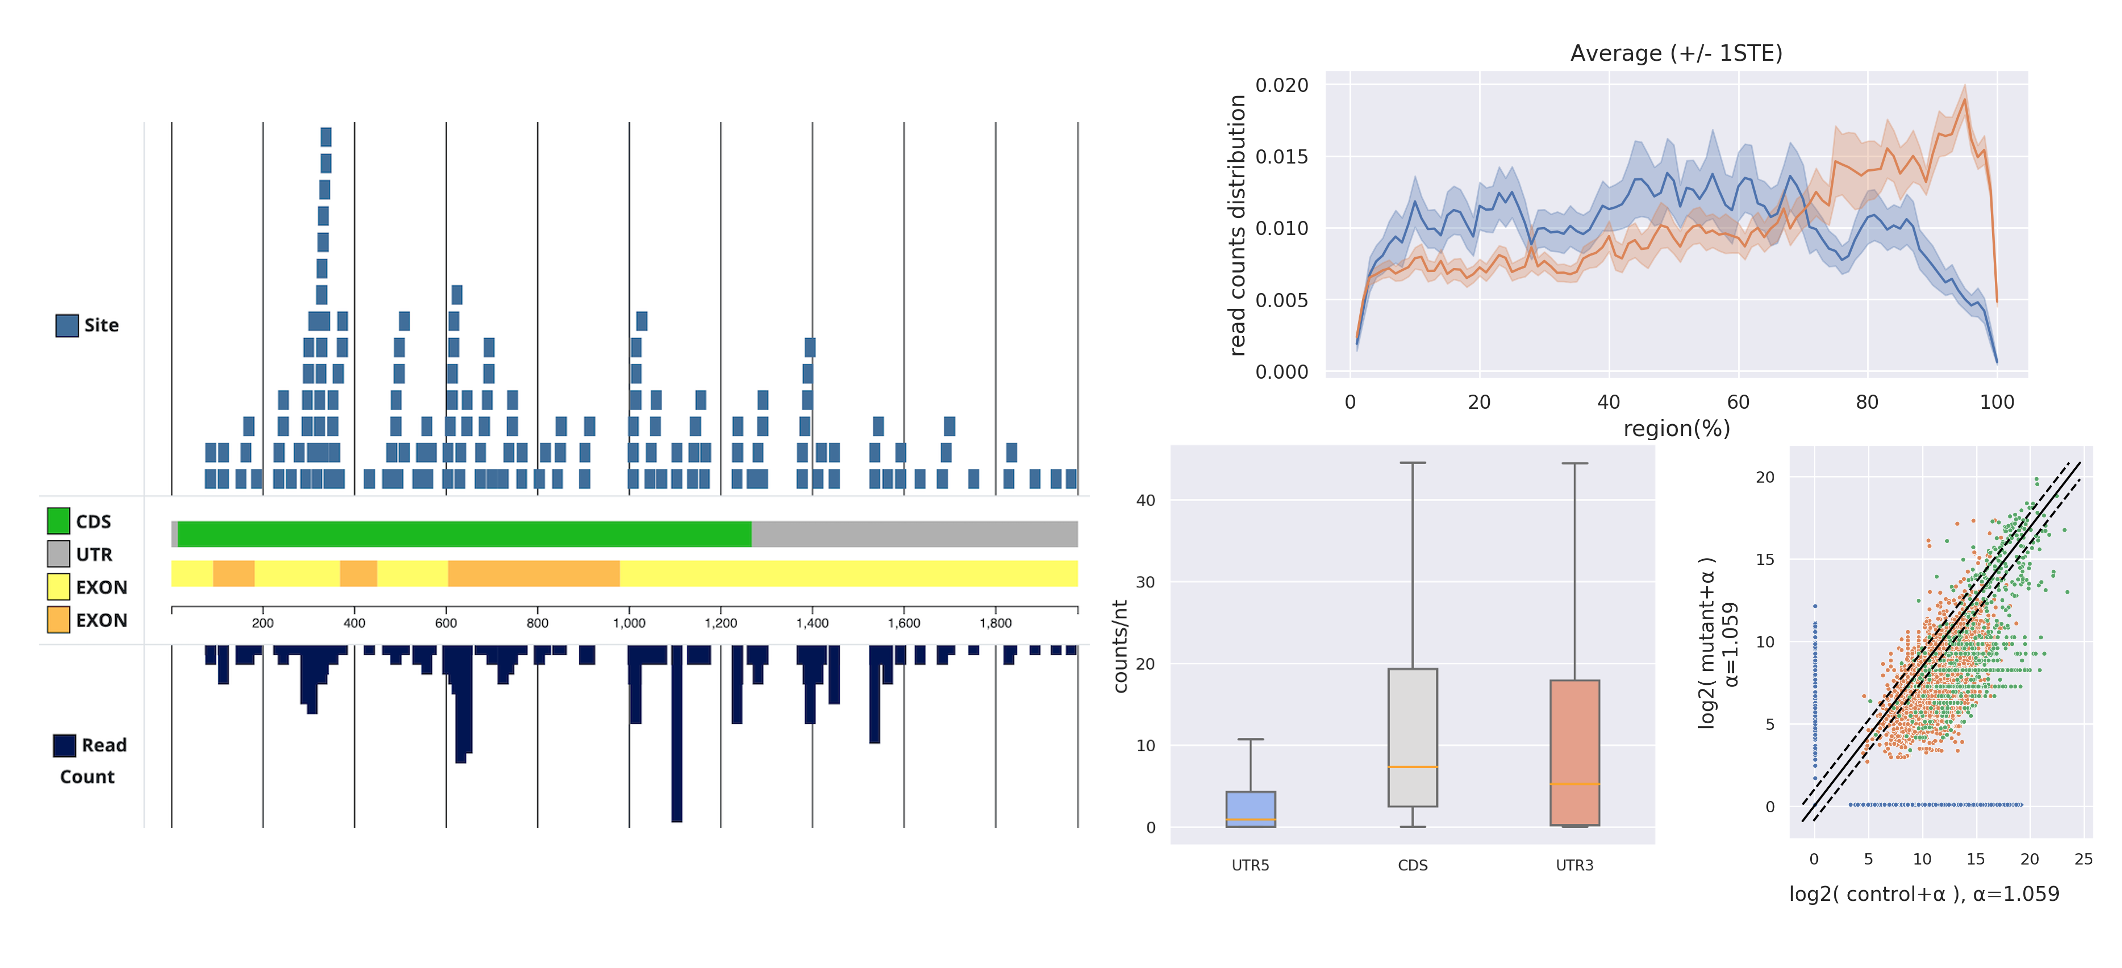 Site
CDS
UTR
EXON
EXON
200 400 600 800 1,000 1,200 1,400 1,600 1,800
Read
Count
Average (+/- 1STE)
read counts distribution
0.020
0.015
0.010
0.005
0.000
0 20 40 60 80 100
region(%)
counts/nt
40
30
20
10
0
UTR5 CDS UTR3
log2( mutant+α )
α=1.059
20
15
10
5
0
0 5 10 15 20 25
log2( control+α ), α=1.059